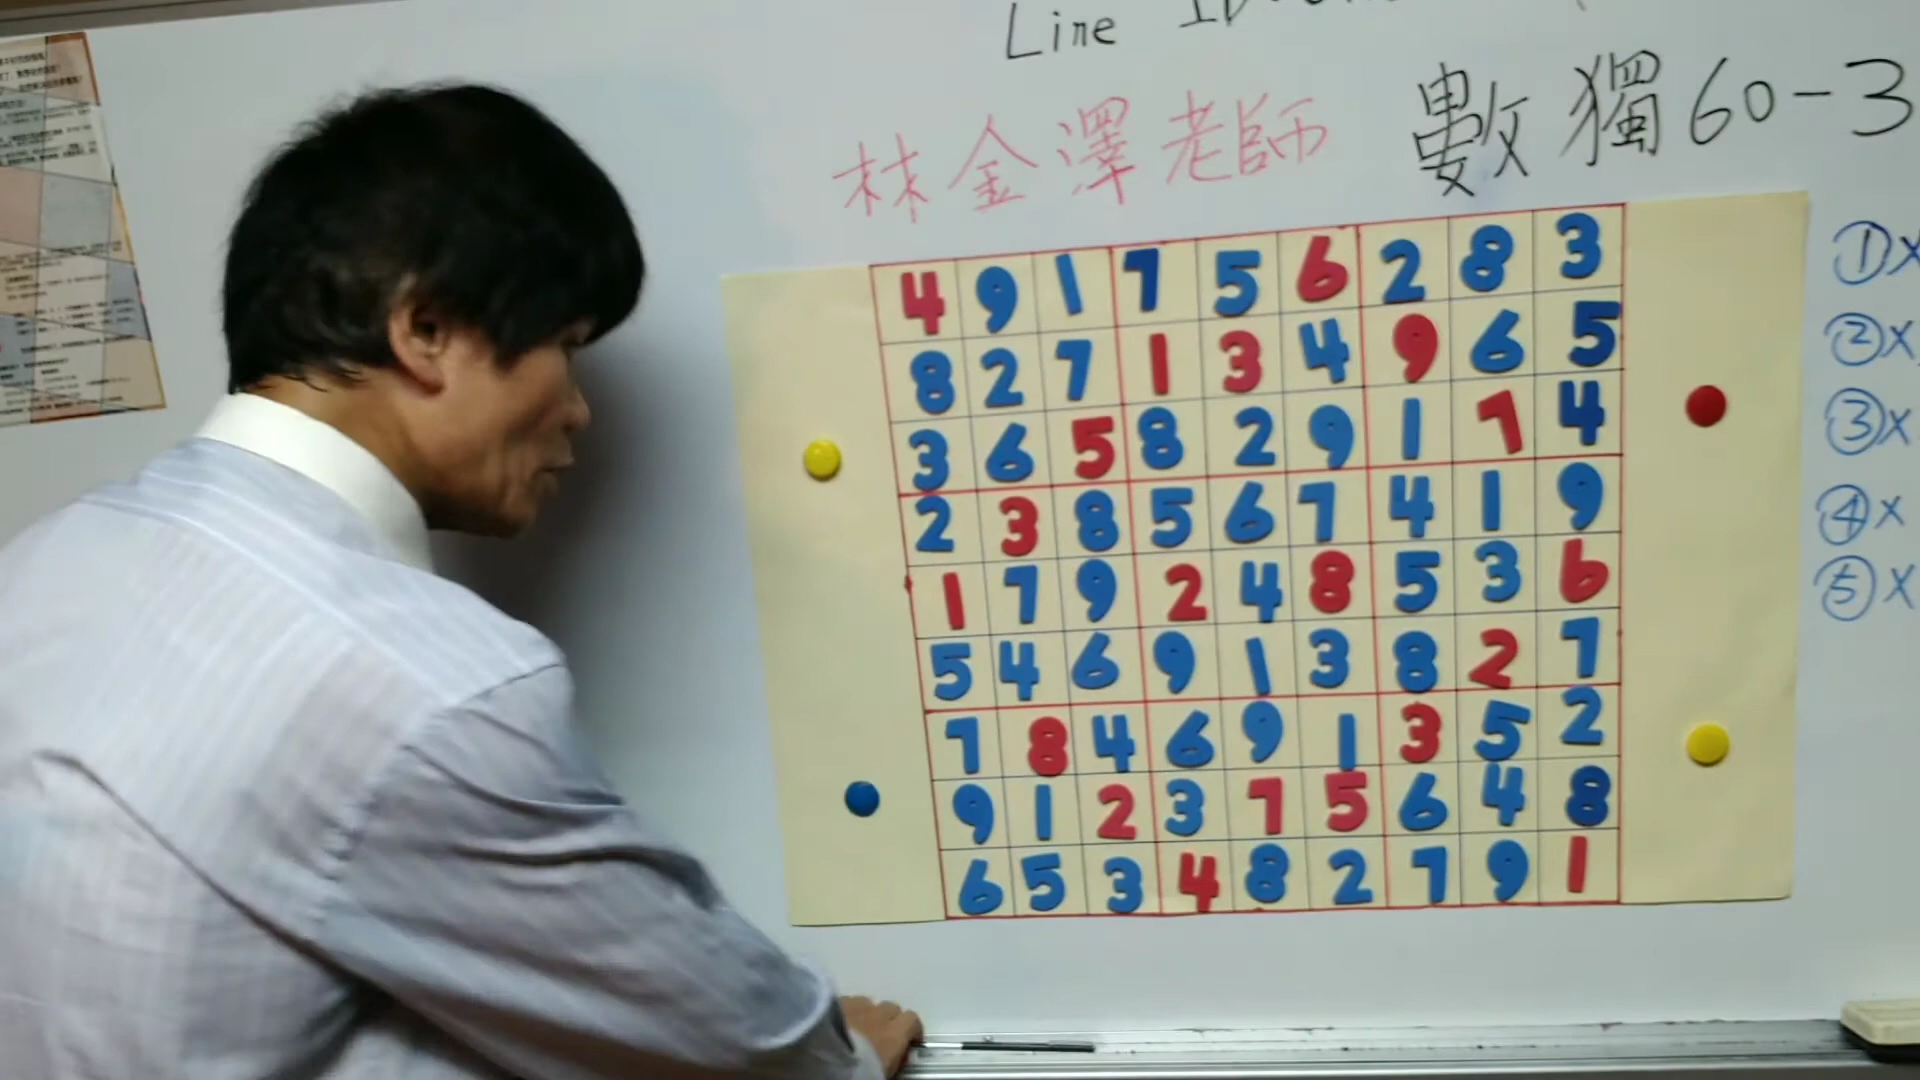 Line
林金澤老師 數獨60-3
4 9 1 7 5 6 2 8 3
8 2 7 1 3 4 9 6 5
3 6 5 8 2 9 1 7 4
2 3 8 5 6 7 4 1 9
1 7 9 2 4 8 5 3 6
5 4 6 9 1 3 8 2 7
7 8 4 6 9 1 3 5 2
9 1 2 3 7 5 6 4 8
6 5 3 4 8 2 7 9 1
①X
②X
③X
④X
⑤X